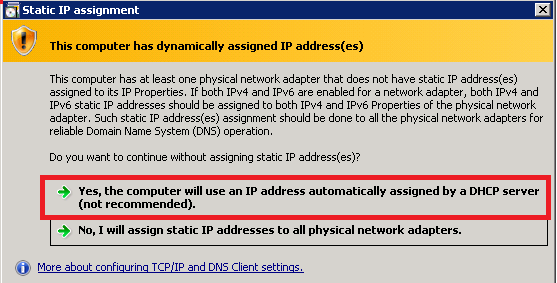 Static IP assignment
This computer has dynamically assigned IP address(es)
This computer has at least one physical network adapter that does not have static IP address(es)
assigned to its IP Properties. If both IPv4 and IPv6 are enabled for a network adapter, both IPv4 and
IPv6 static IP addresses should be assigned to both IPv4 and IPv6 Properties of the physical network
adapter. Such static IP address(es) assignment should be done to all the physical network adapters for
reliable Domain Name System (DNS) operation.
Do you want to continue without assigning static IP address(es)?
Yes, the computer will use an IP address automatically assigned by a DHCP server
(not recommended).
No, I will assign static IP addresses to all physical network adapters.
More about configuring TCP/IP and DNS Client settings.